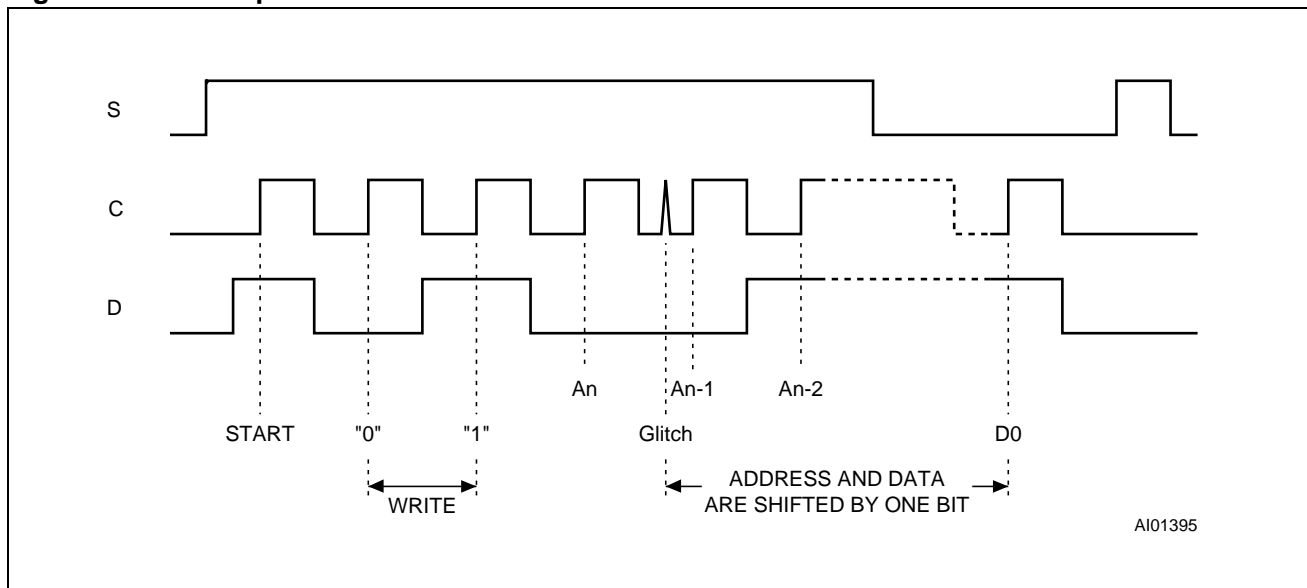 S
C
D
An An-1 An-2
START "0" "1" Glitch D0
WRITE
ADDRESS AND DATA
ARE SHIFTED BY ONE BIT
AI01395